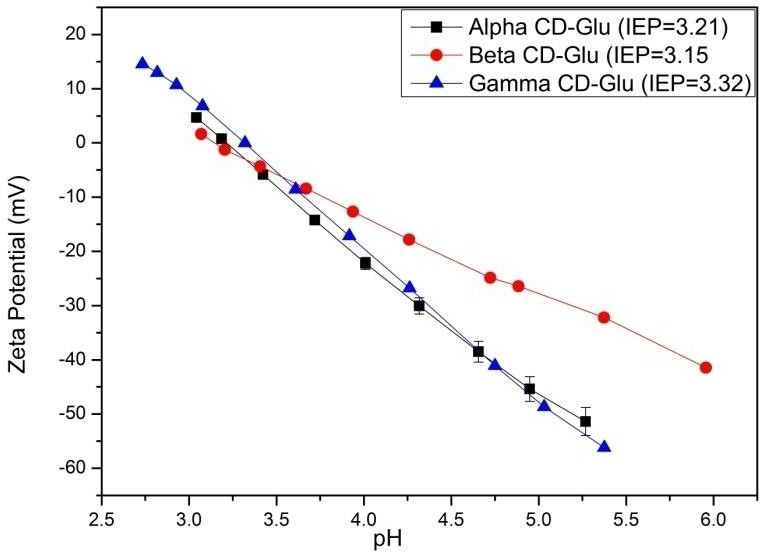 Alpha CD-Glu (IEP=3.21)
Beta CD-Glu (IEP=3.15
Gamma CD-Glu (IEP=3.32)
Zeta Potential (mV)
20
10
0
-10
-20
-30
-40
-50
-60
2.5 3.0 3.5 4.0 4.5 5.0 5.5 6.0
pH